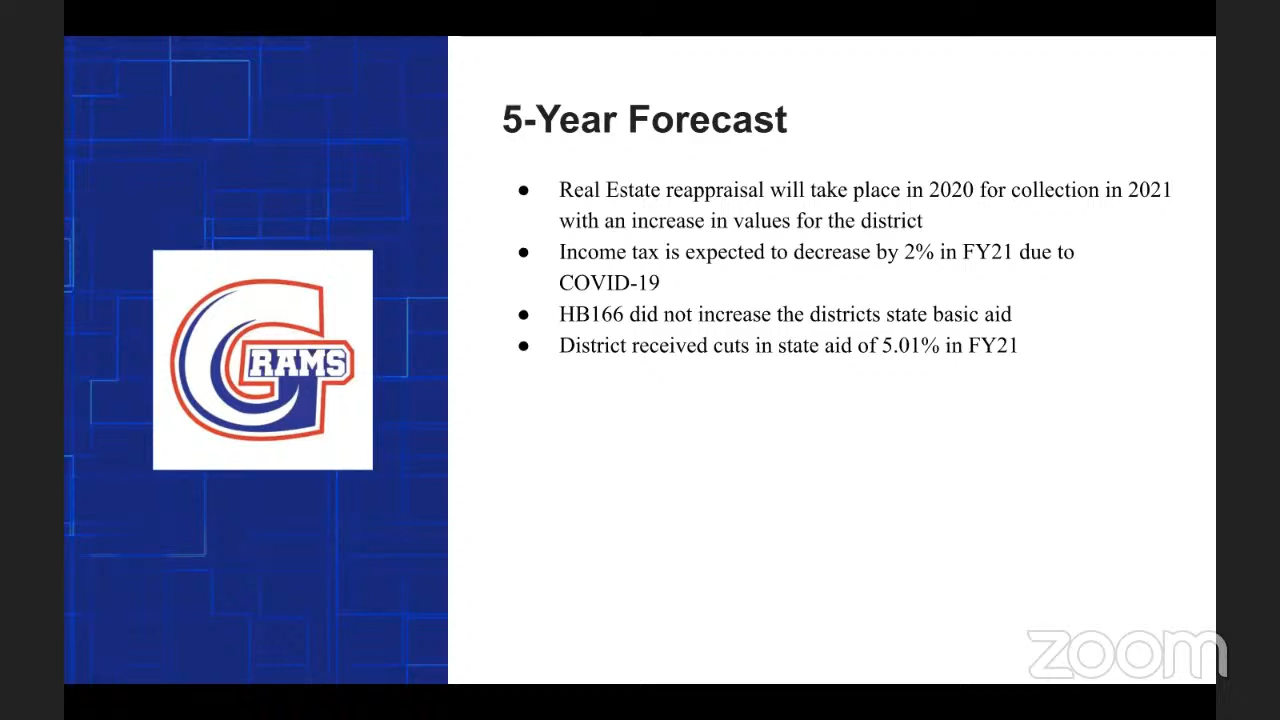 5-Year Forecast
● Real Estate reappraisal will take place in 2020 for collection in 2021
with an increase in values for the district
● Income tax is expected to decrease by 2% in FY21 due to
COVID-19
● HB166 did not increase the districts state basic aid
● District received cuts in state aid of 5.01% in FY21
G
RAMS
zoom